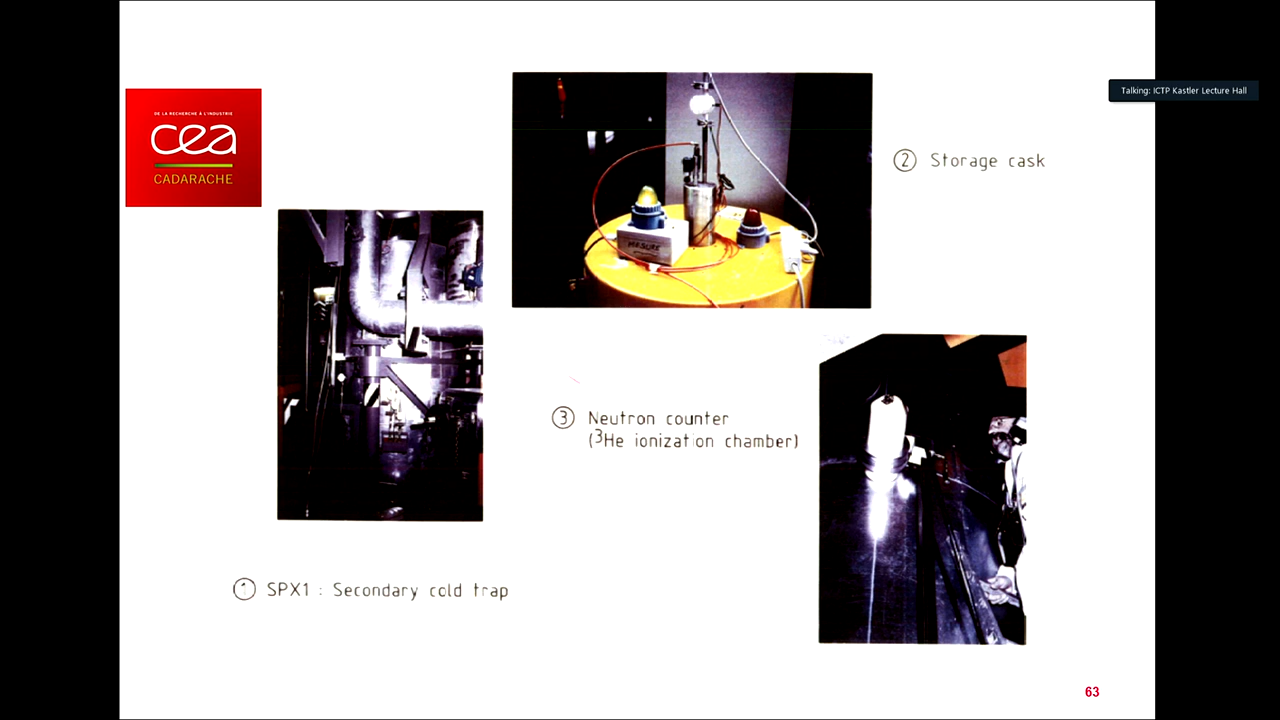 Talking: ICTP Kastler Lecture Hall
DE LA RECHERCHE À L'INDUSTRIE
cea
CADARACHE
② Storage cask
MESURE
③ Neutron counter
(³He ionization chamber)
① SPX1 : Secondary cold trap
63